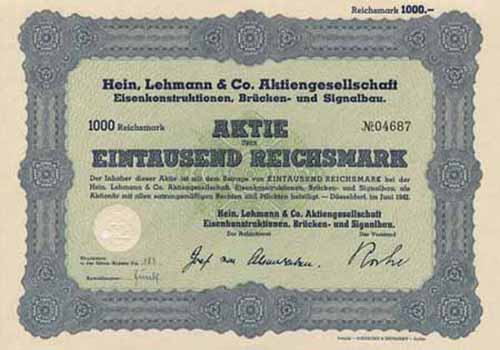 Reichsmark 1000.–
Hein, Lehmann & Co. Aktiengesellschaft
Eisenkonstruktionen, Brücken- und Signalbau.
1000 Reichsmark AKTIE № 04687
ÜBER
EINTAUSEND REICHSMARK
Der Inhaber dieser Aktie ist mit dem Betrage von EINTAUSEND REICHSMARK bei der
Hein, Lehmann & Co. Aktiengesellschaft, Eisenkonstruktionen, Brücken- und Signalbau, als
Aktionär mit allen satzungsmäßigen Rechten und Pflichten beteiligt. — Düsseldorf, im Juni 1942.
Hein, Lehmann & Co. Aktiengesellschaft
Eisenkonstruktionen, Brücken- und Signalbau.
Der Aufsichtsrat Der Vorstand